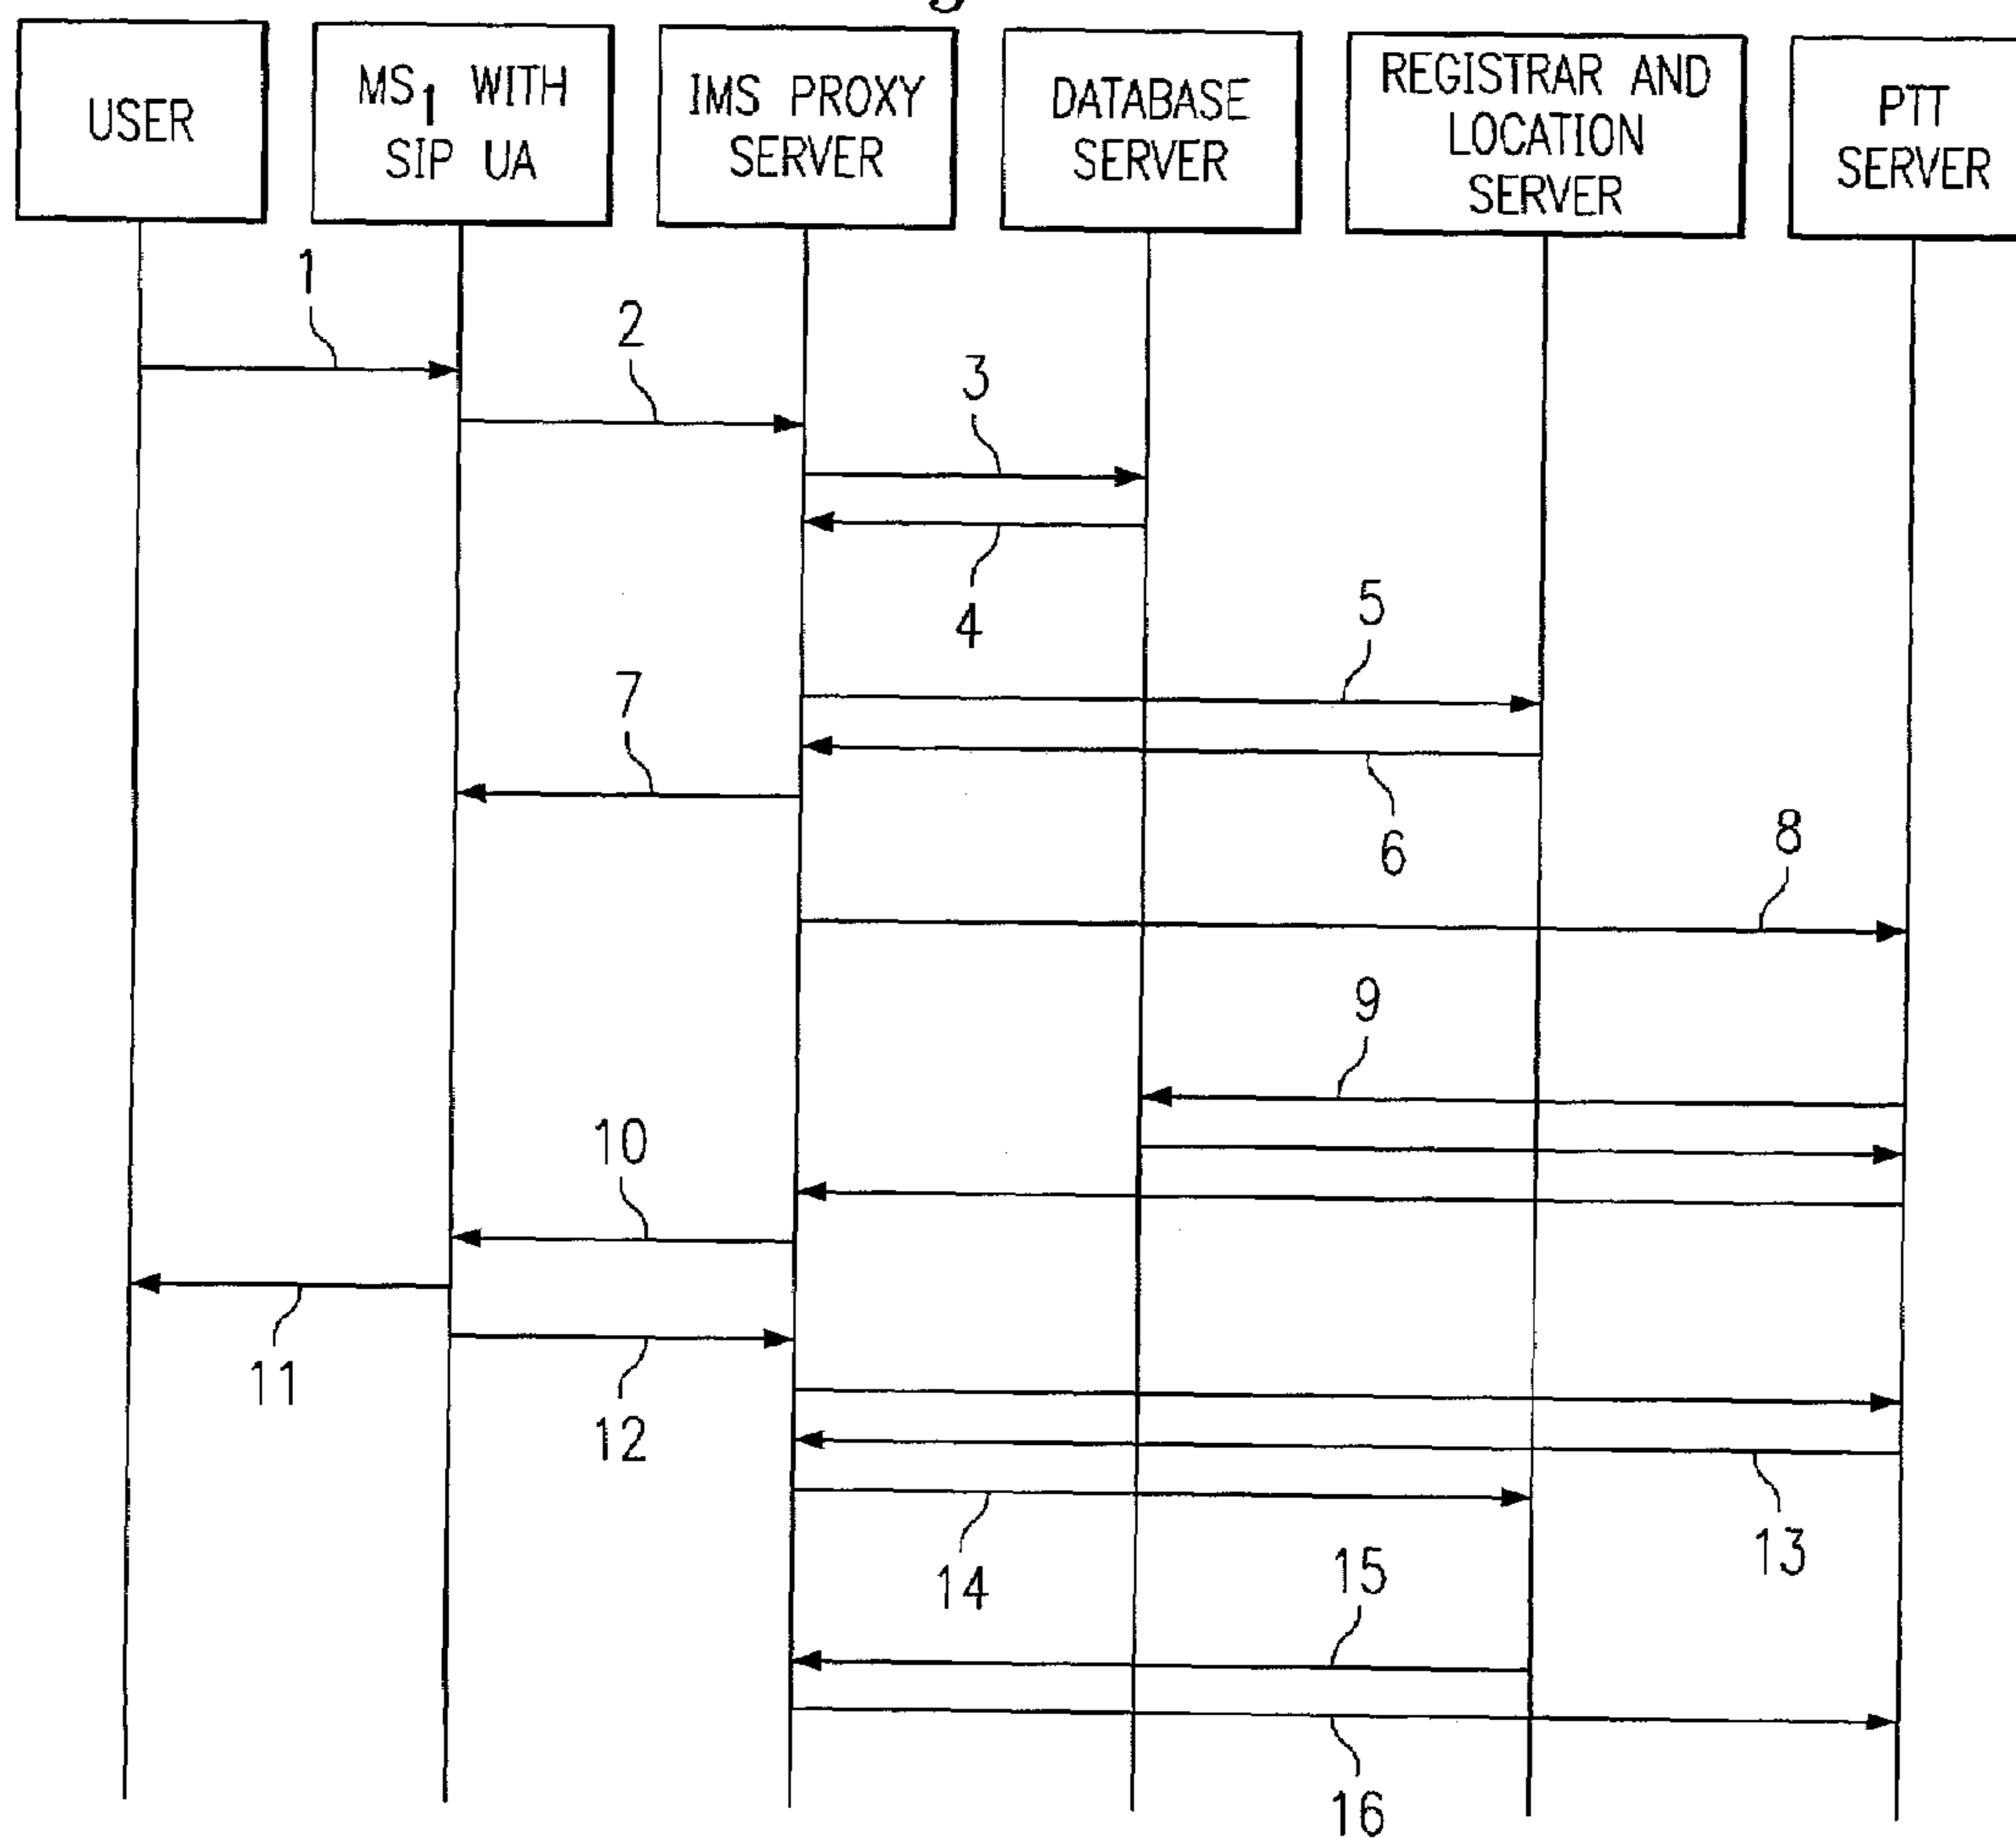 USER
MS1 WITH
SIP UA
IMS PROXY
SERVER
DATABASE
SERVER
REGISTRAR AND
LOCATION
SERVER
PTT
SERVER
1
2
3
4
5
7
6
8
9
10
11
12
13
14
15
16